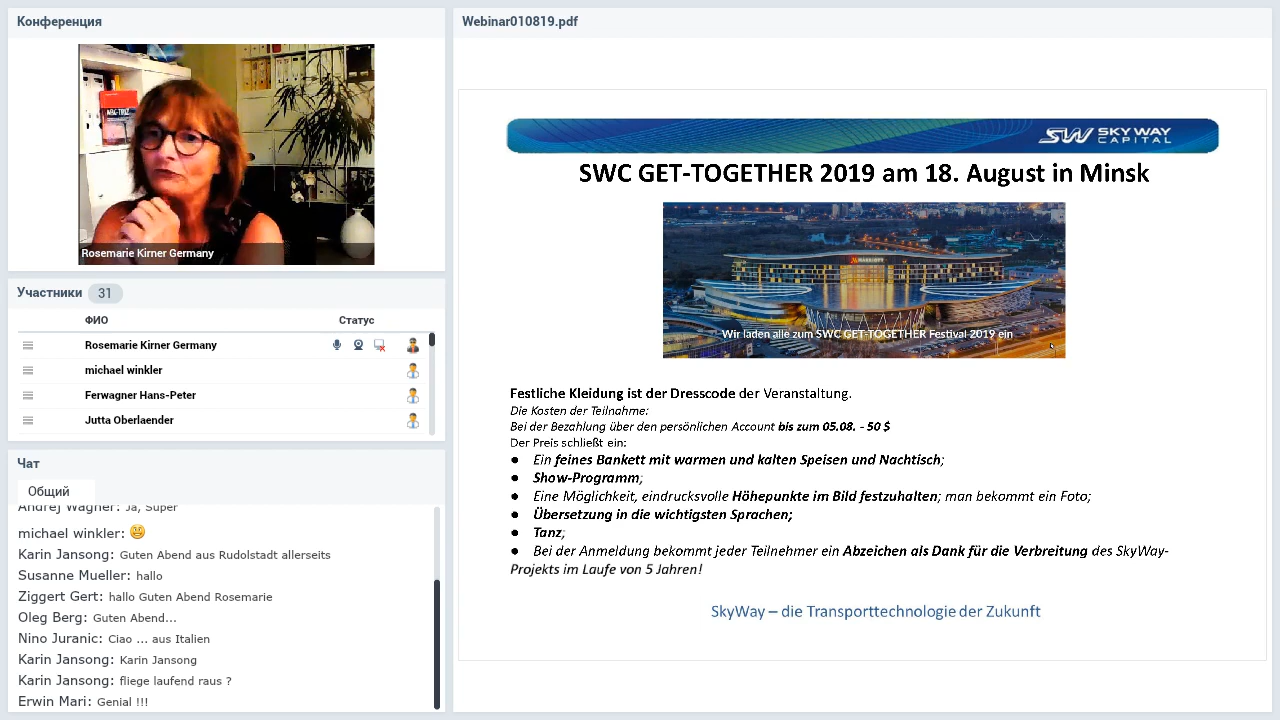 Конференция
Rosemarie Kirner Germany
Участники 31
ФИО Статус
Rosemarie Kirner Germany
michael winkler
Ferwagner Hans-Peter
Jutta Oberlaender
Чат
Общий
Andrej Wagner: Ja, Super
michael winkler:
Karin Jansong: Guten Abend aus Rudolstadt allerseits
Susanne Mueller: hallo
Ziggert Gert: hallo Guten Abend Rosemarie
Oleg Berg: Guten Abend...
Nino Juranic: Ciao ... aus Italien
Karin Jansong: Karin Jansong
Karin Jansong: fliege laufend raus ?
Erwin Mari: Genial !!!
Webinar010819.pdf
SW SKY WAY
CAPITAL
SWC GET-TOGETHER 2019 am 18. August in Minsk
MARRIOTT
Wir laden alle zum SWC GET-TOGETHER Festival 2019 ein
Festliche Kleidung ist der Dresscode der Veranstaltung.
Die Kosten der Teilnahme:
Bei der Bezahlung über den persönlichen Account bis zum 05.08. - 50 $
Der Preis schließt ein:
● Ein feines Bankett mit warmen und kalten Speisen und Nachtisch;
● Show-Programm;
● Eine Möglichkeit, eindrucksvolle Höhepunkte im Bild festzuhalten; man bekommt ein Foto;
● Übersetzung in die wichtigsten Sprachen;
● Tanz;
● Bei der Anmeldung bekommt jeder Teilnehmer ein Abzeichen als Dank für die Verbreitung des SkyWay-
Projekts im Laufe von 5 Jahren!
SkyWay – die Transporttechnologie der Zukunft